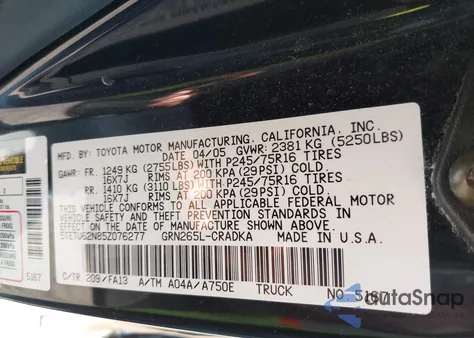 MFD. BY: TOYOTA MOTOR MANUFACTURING, CALIFORNIA, INC.
DATE 04/05 GVWR: 2381 KG (5250LBS)
GAWR: FR. 1249 KG (2755LBS) WITH P245/75R16 TIRES
16X7J RIMS AT 200 KPA (29PSI) COLD
RR. 1410 KG (3110LBS) WITH P245/75R16 TIRES
16X7J RIMS AT 200 KPA (29PSI) COLD
THIS VEHICLE CONFORMS TO ALL APPLICABLE FEDERAL MOTOR
VEHICLE SAFETY AND THEFT PREVENTION STANDARDS IN
EFFECT ON THE DATE OF MANUFACTURE SHOWN ABOVE.
5TETU62N85Z076277 GRN265L-CRADKA
C/TR 209/FA13 A/TM A04A/A750E TRUCK NO. 5167
5167
autoSnap